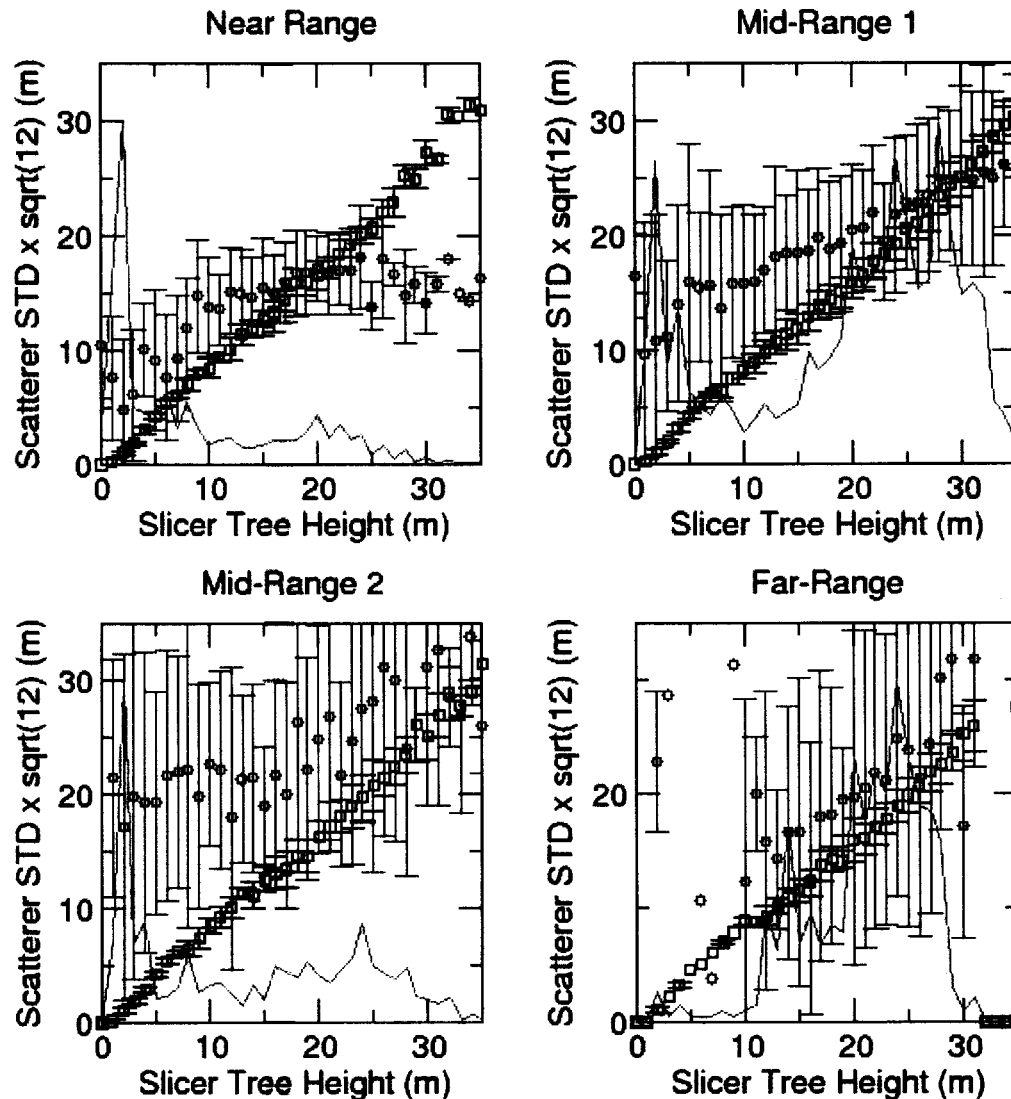 Near Range
Mid-Range 1
Scatterer STD x sqrt(12) (m)
30
20
10
0
0 10 20 30
Slicer Tree Height (m)
Scatterer STD x sqrt(12) (m)
30
20
10
0
0 10 20 30
Slicer Tree Height (m)
Mid-Range 2
Far-Range
Scatterer STD x sqrt(12) (m)
30
20
10
0
0 10 20 30
Slicer Tree Height (m)
Scatterer STD x sqrt(12) (m)
20
0
0 10 20 30
Slicer Tree Height (m)